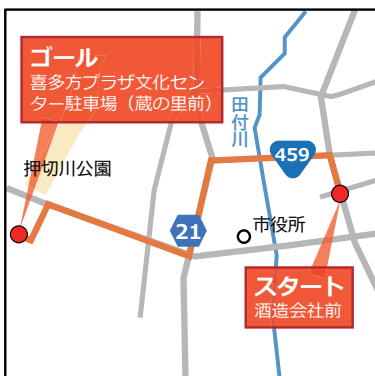 ゴール
喜多方プラザ文化セン
ター駐車場（蔵の里前）
押切川公園
田付川
459
21
市役所
スタート
酒造会社前